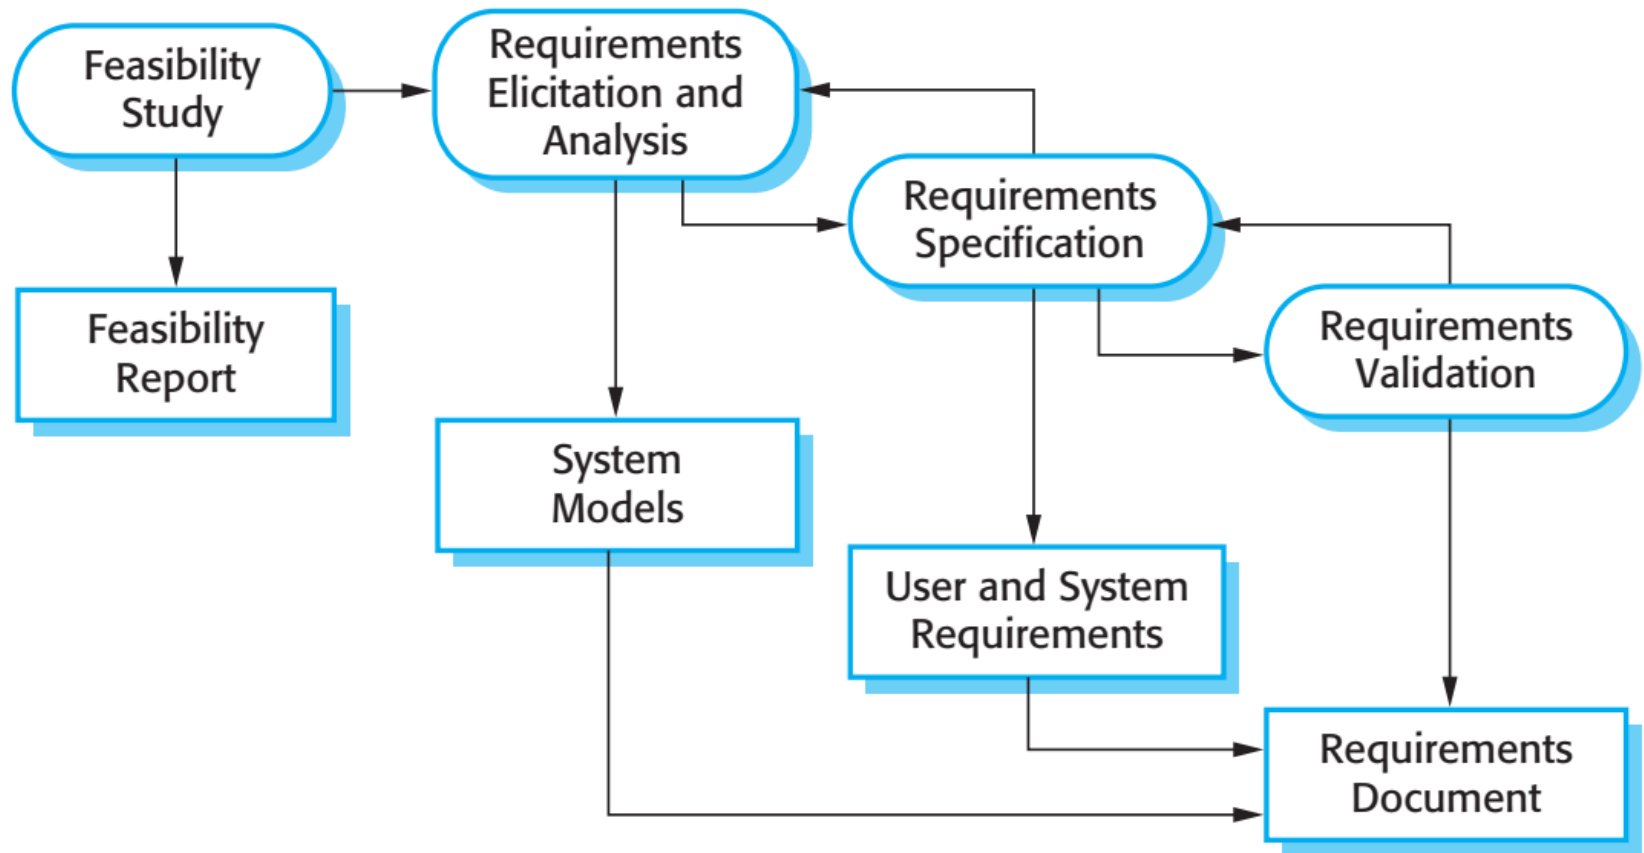 Feasibility
Study
Requirements
Elicitation and
Analysis
Requirements
Specification
Requirements
Validation
Feasibility
Report
System
Models
User and System
Requirements
Requirements
Document